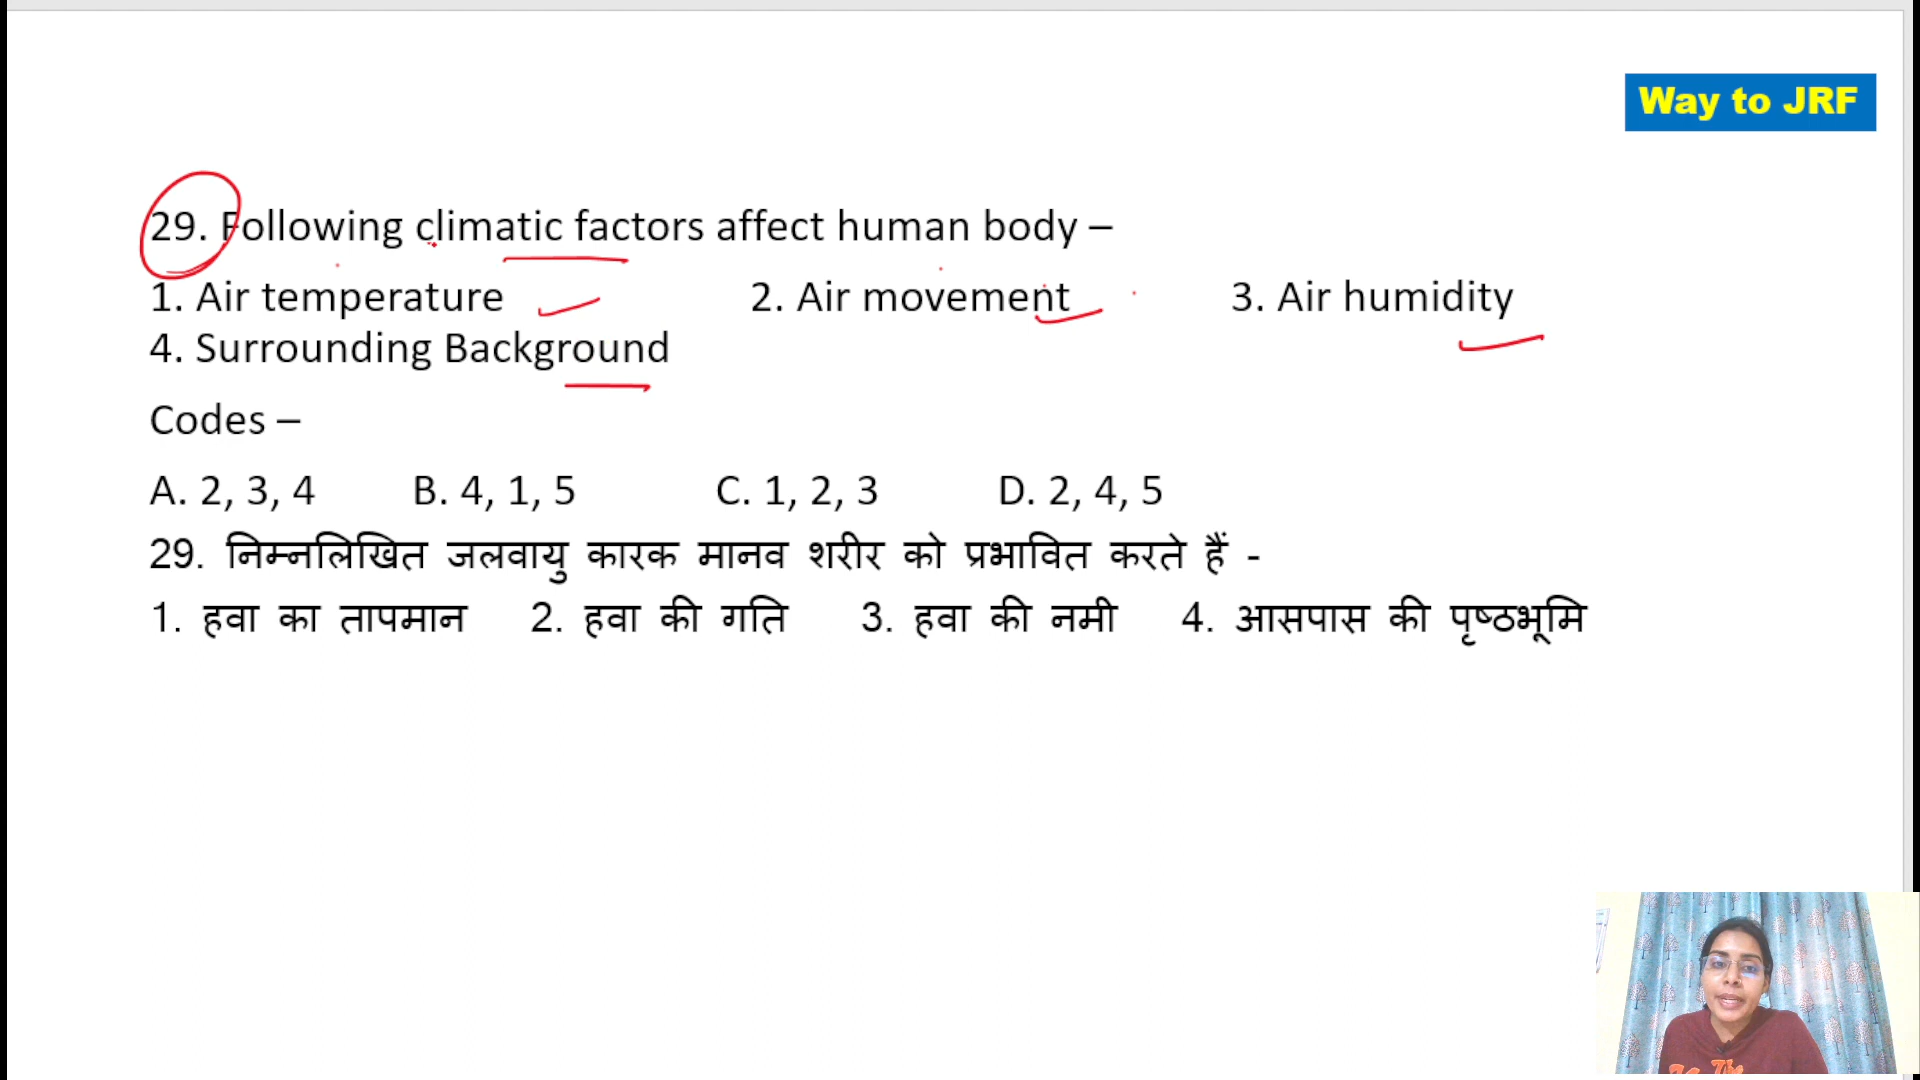 Way to JRF
29. Following climatic factors affect human body –
1. Air temperature 2. Air movement 3. Air humidity
4. Surrounding Background
Codes –
A. 2, 3, 4 B. 4, 1, 5 C. 1, 2, 3 D. 2, 4, 5
29. निम्नलिखित जलवायु कारक मानव शरीर को प्रभावित करते हैं -
1. हवा का तापमान 2. हवा की गति 3. हवा की नमी 4. आसपास की पृष्ठभूमि
The